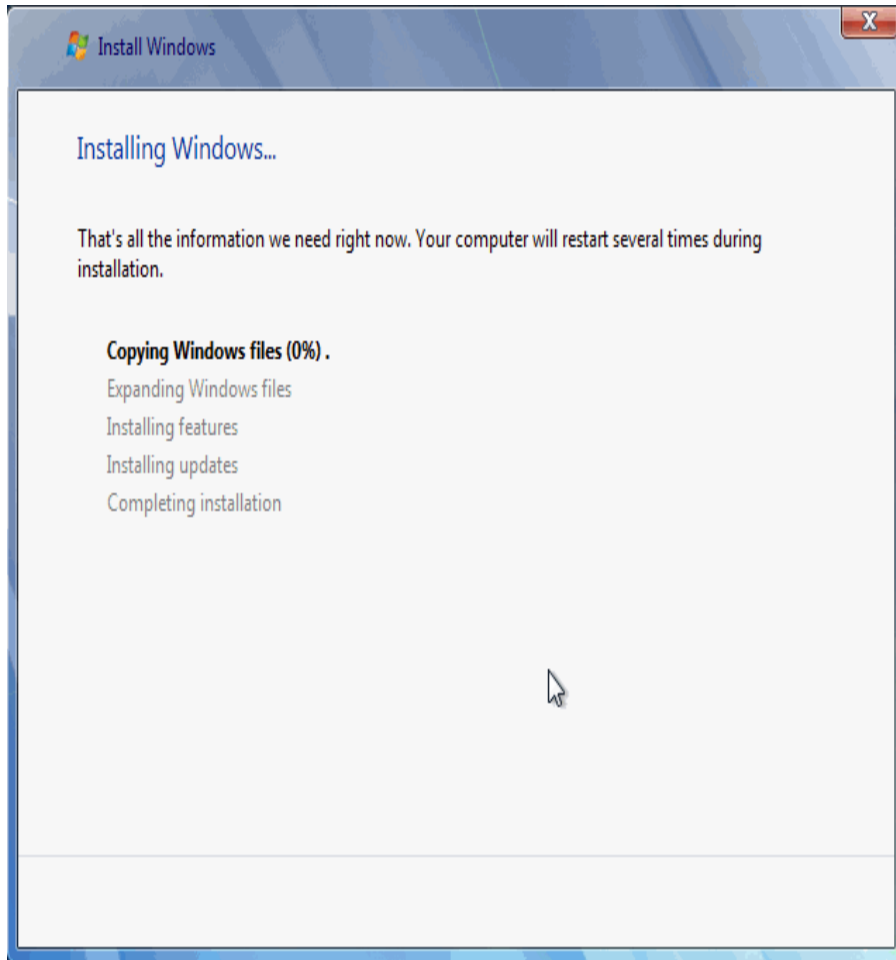 Install Windows
Installing Windows...
That's all the information we need right now. Your computer will restart several times during
installation.
Copying Windows files (0%) .
Expanding Windows files
Installing features
Installing updates
Completing installation